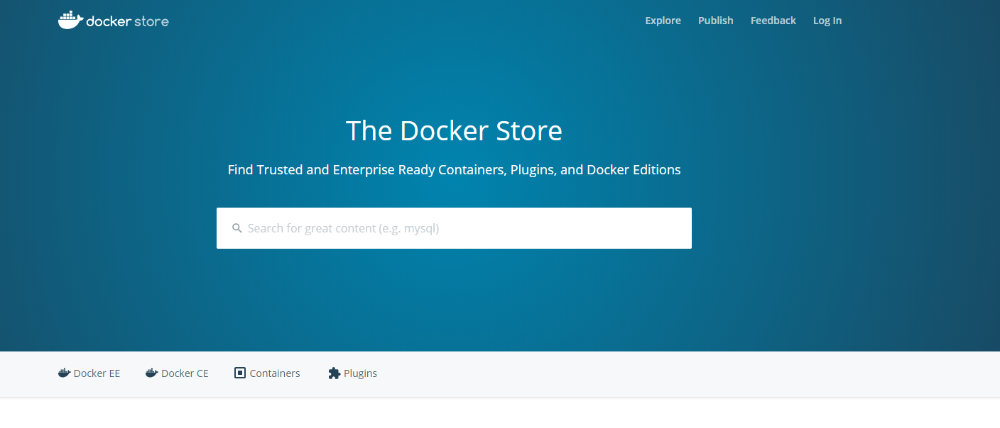 docker store
Explore Publish Feedback Log In
The Docker Store
Find Trusted and Enterprise Ready Containers, Plugins, and Docker Editions
Search for great content (e.g. mysql)
Docker EE Docker CE Containers Plugins